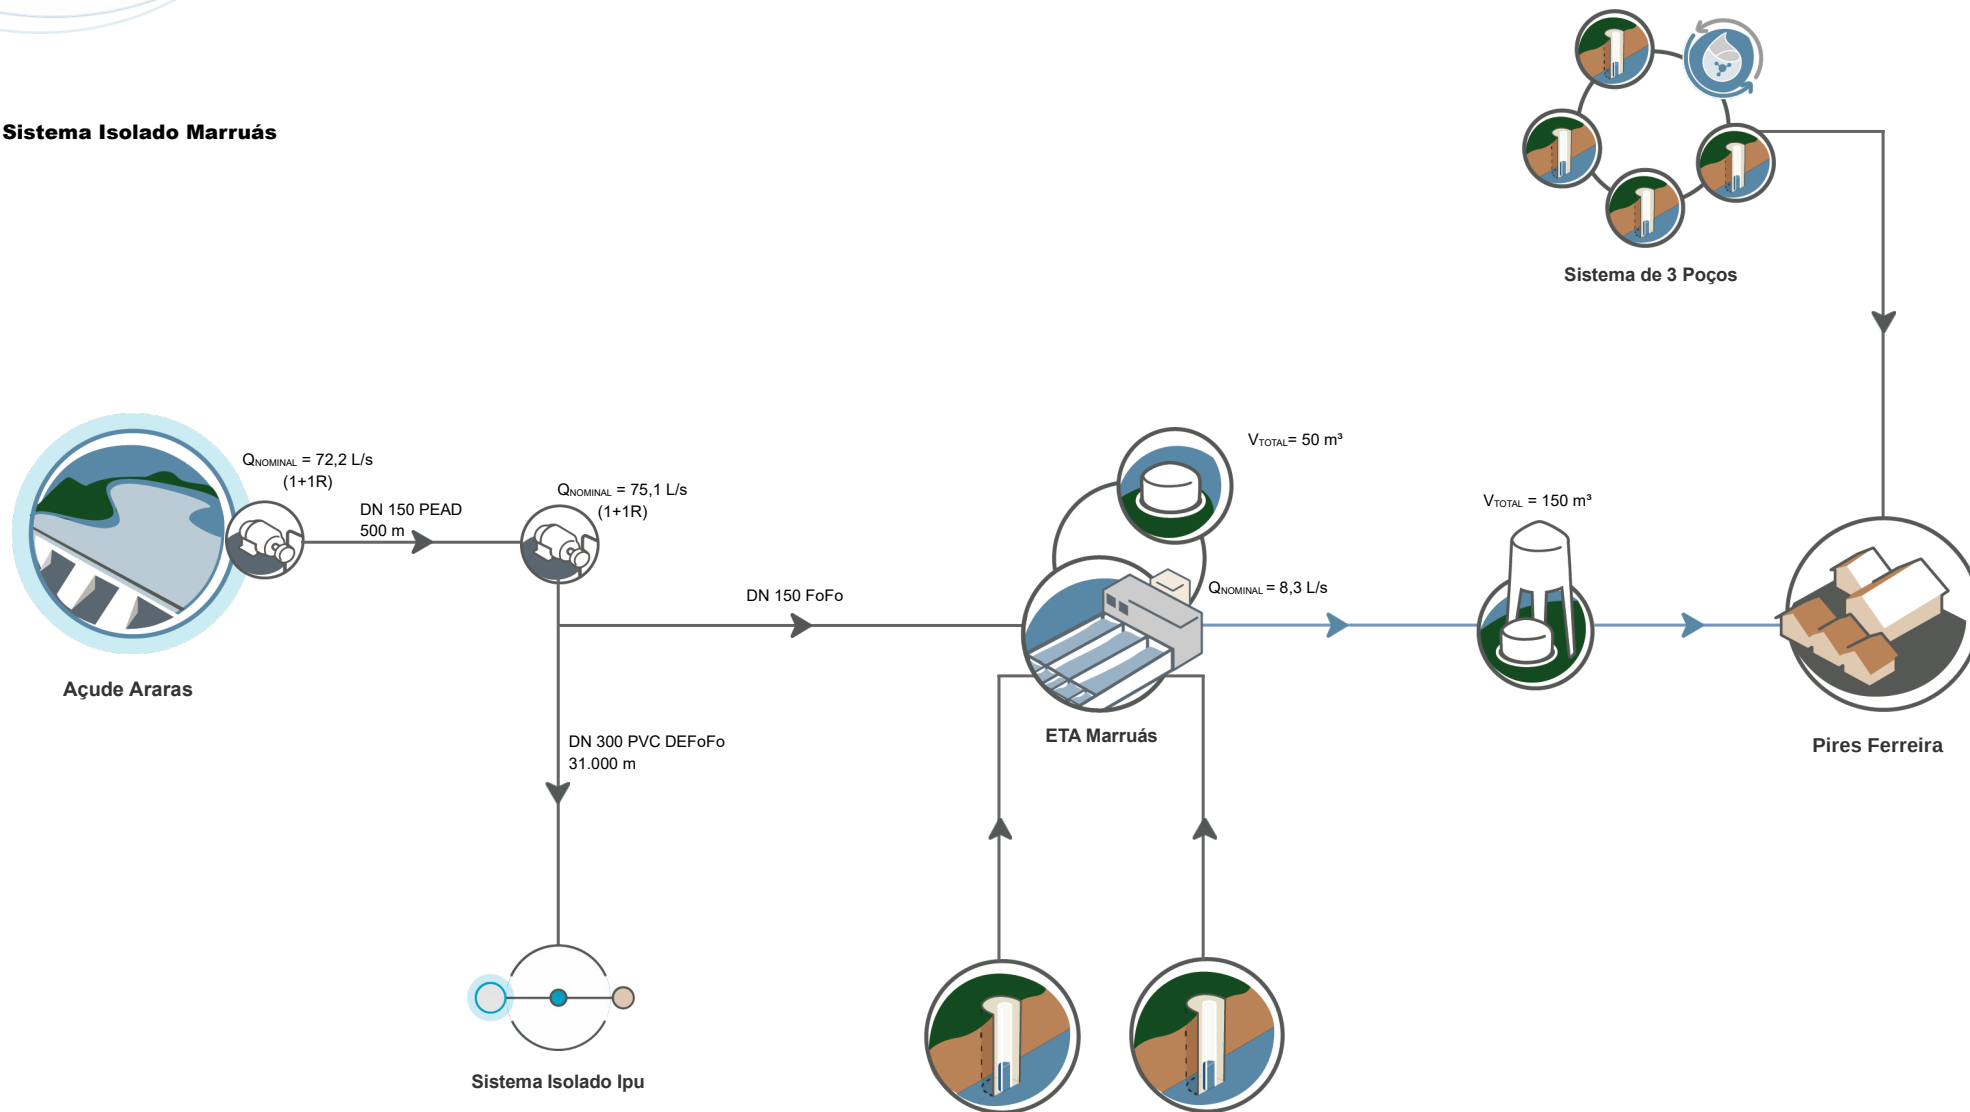 Sistema Isolado Marruás
Sistema de 3 Poços
QNOMINAL = 72,2 L/s
(1+1R)
DN 150 PEAD
500 m
QNOMINAL = 75,1 L/s
(1+1R)
DN 150 FoFo
VTOTAL= 50 m³
QNOMINAL = 8,3 L/s
VTOTAL = 150 m³
Açude Araras
ETA Marruás
Pires Ferreira
DN 300 PVC DEFoFo
31.000 m
Sistema Isolado Ipu